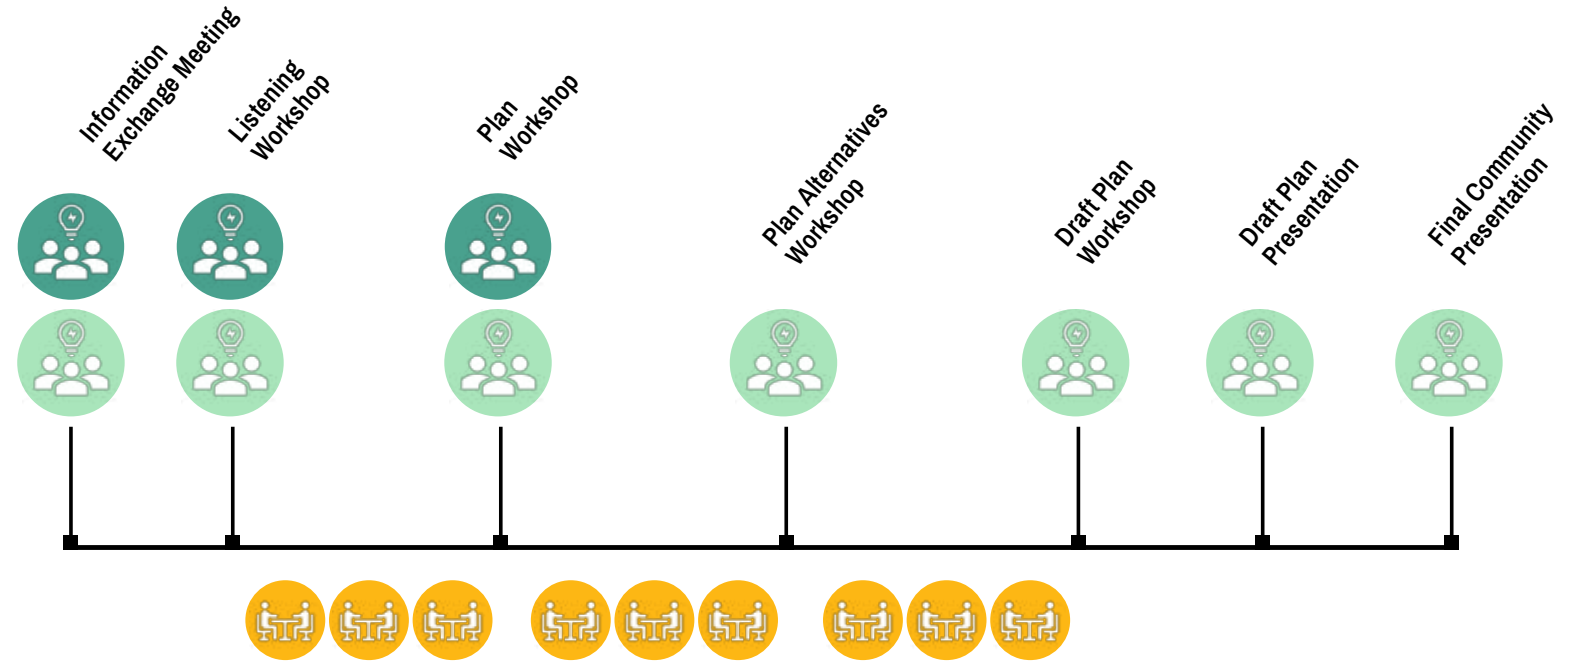 Information
Exchange Meeting
Listening
Workshop
Plan
Workshop
Plan Alternatives
Workshop
Draft Plan
Workshop
Draft Plan
Presentation
Final Community
Presentation